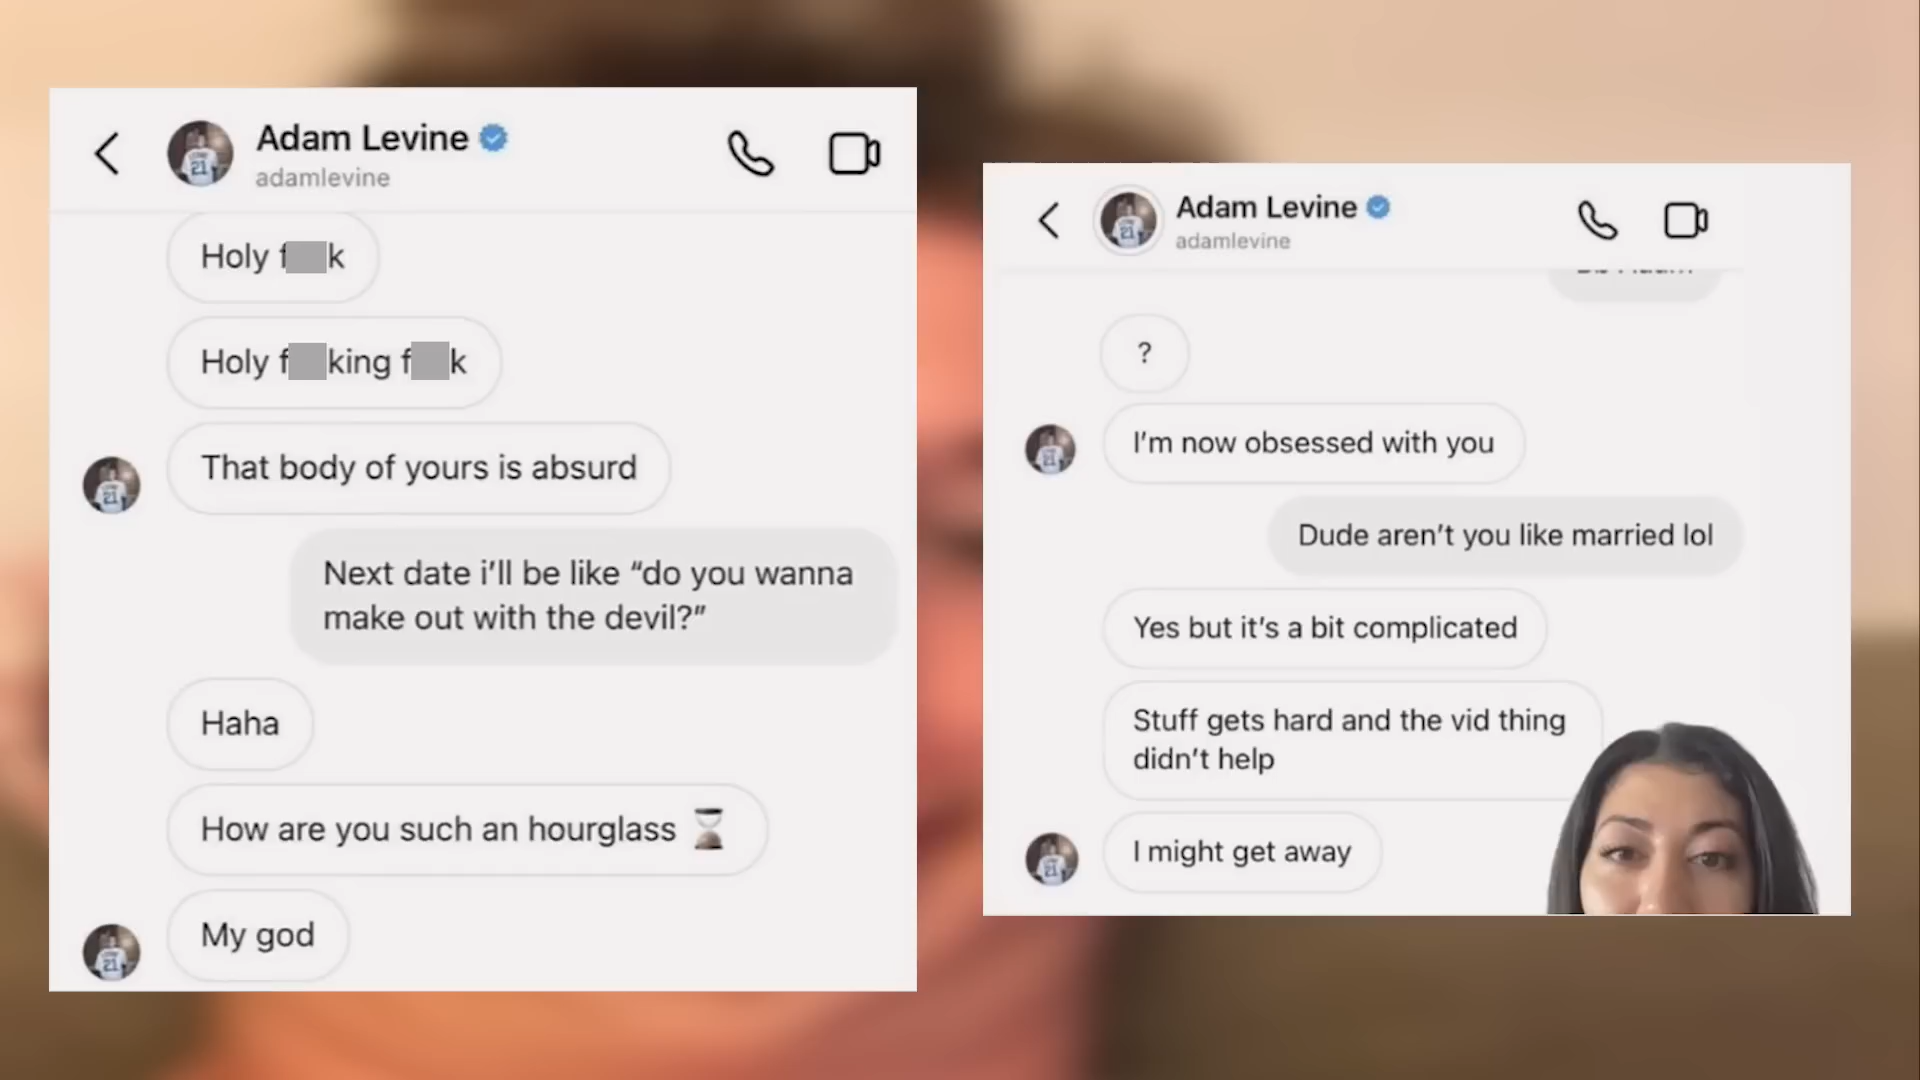 Adam Levine
adamlevine
Holy f k
Holy f king f k
That body of yours is absurd
Next date i'll be like “do you wanna
make out with the devil?”
Haha
How are you such an hourglass ⏳
My god
Adam Levine
adamlevine
?
I'm now obsessed with you
Dude aren't you like married lol
Yes but it's a bit complicated
Stuff gets hard and the vid thing
didn't help
I might get away